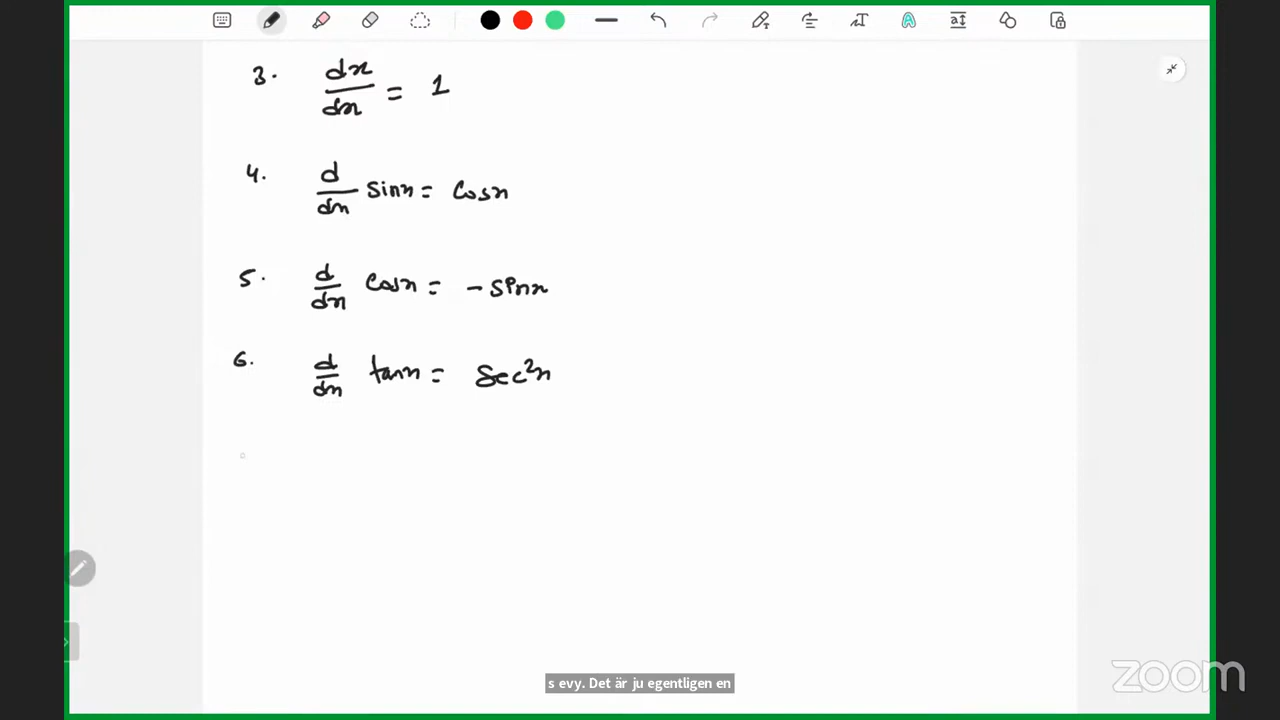 3. dx/dx = 1
4. d/dx sinx = cosx
5. d/dx cosx = -sinx
6. d/dx tanx = sec²x
s evy. Det är ju egentligen en
zoom